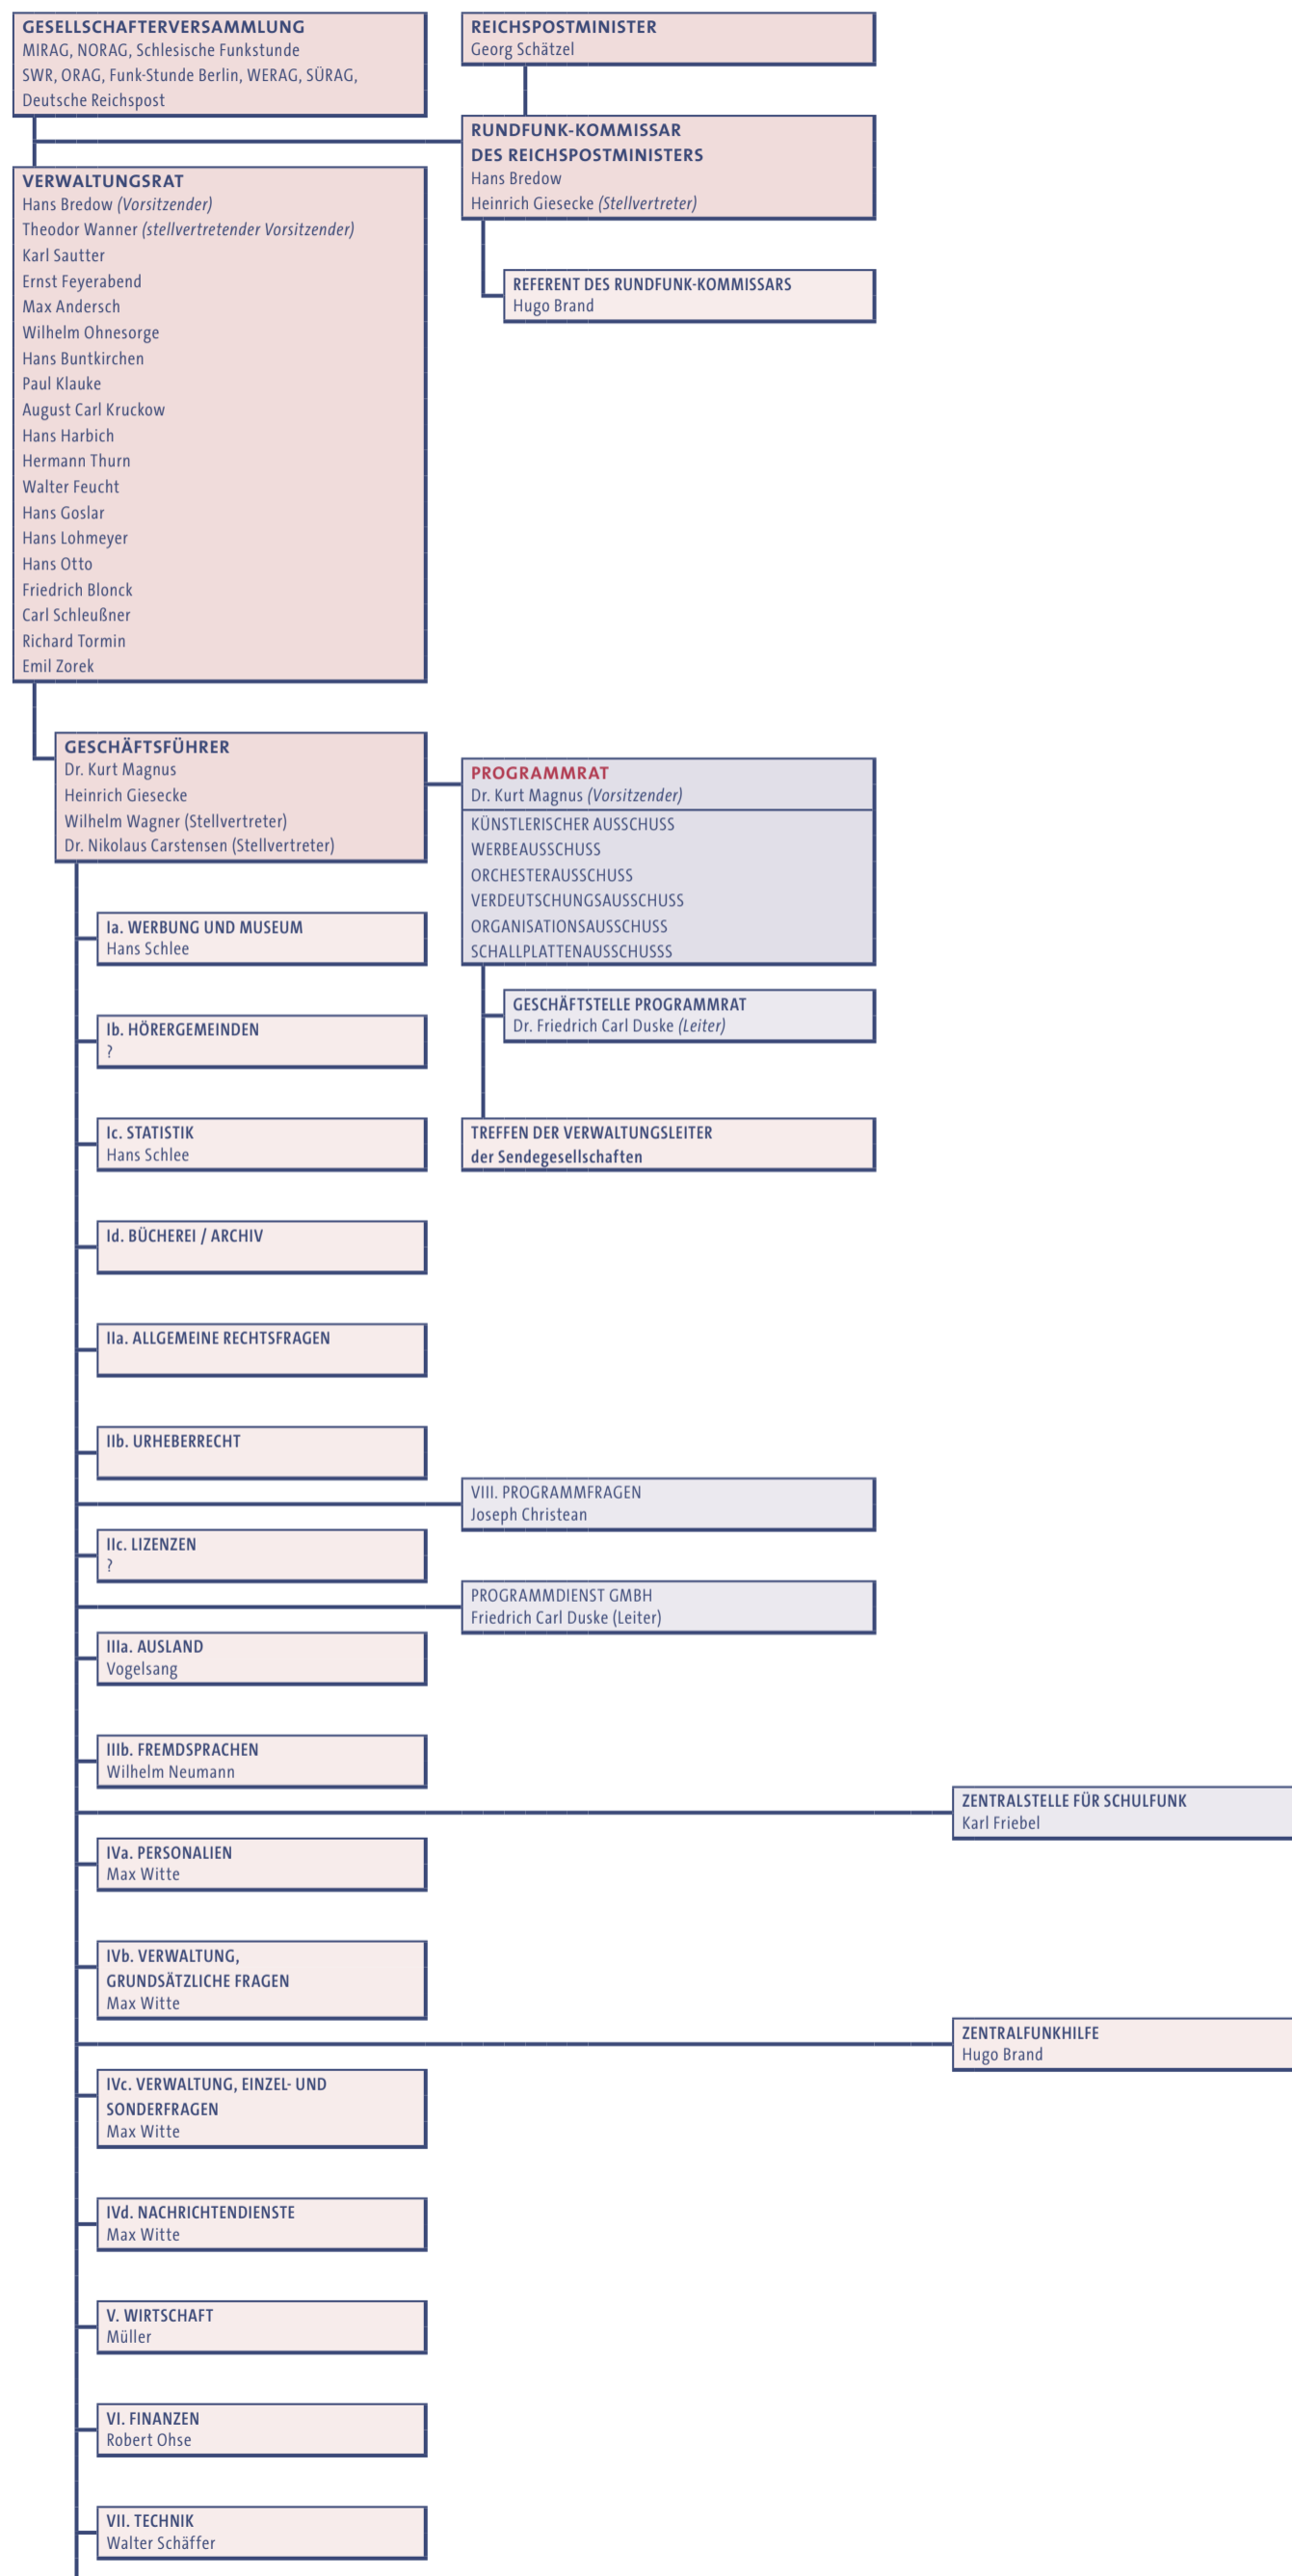 GESELLSCHAFTERVERSAMMLUNG
MIRAG, NORAG, Schlesische Funkstunde
SWR, ORAG, Funk-Stunde Berlin, WERAG, SÜRAG,
Deutsche Reichspost
REICHSPOSTMINISTER
Georg Schätzel
RUNDFUNK-KOMMISSAR
DES REICHSPOSTMINISTERS
Hans Bredow
Heinrich Giesecke (Stellvertreter)
REFERENT DES RUNDFUNK-KOMMISSARS
Hugo Brand
VERWALTUNGSRAT
Hans Bredow (Vorsitzender)
Theodor Wanner (stellvertretender Vorsitzender)
Karl Sautter
Ernst Feyerabend
Max Andersch
Wilhelm Ohnesorge
Hans Buntkirchen
Paul Klauke
August Carl Kruckow
Hans Harbich
Hermann Thurn
Walter Feucht
Hans Goslar
Hans Lohmeyer
Hans Otto
Friedrich Blonck
Carl Schleußner
Richard Tormin
Emil Zorek
GESCHÄFTSFÜHRER
Dr. Kurt Magnus
Heinrich Giesecke
Wilhelm Wagner (Stellvertreter)
Dr. Nikolaus Carstensen (Stellvertreter)
PROGRAMMRAT
Dr. Kurt Magnus (Vorsitzender)
KÜNSTLERISCHER AUSSCHUSS
WERBEAUSSCHUSS
ORCHESTERAUSSCHUSS
VERDEUTSCHUNGSAUSSCHUSS
ORGANISATIONSAUSSCHUSS
SCHALLPLATTENAUSSCHUSSS
GESCHÄFTSTELLE PROGRAMMRAT
Dr. Friedrich Carl Duske (Leiter)
TREFFEN DER VERWALTUNGSLEITER
der Sendegesellschaften
Ia. WERBUNG UND MUSEUM
Hans Schlee
Ib. HÖRERGEMEINDEN
?
Ic. STATISTIK
Hans Schlee
Id. BÜCHEREI / ARCHIV
IIa. ALLGEMEINE RECHTSFRAGEN
IIb. URHEBERRECHT
VIII. PROGRAMMFRAGEN
Joseph Christean
IIc. LIZENZEN
?
PROGRAMMDIENST GMBH
Friedrich Carl Duske (Leiter)
IIIa. AUSLAND
Vogelsang
IIIb. FREMDSPRACHEN
Wilhelm Neumann
ZENTRALSTELLE FÜR SCHULFUNK
Karl Friebel
IVa. PERSONALIEN
Max Witte
IVb. VERWALTUNG,
GRUNDSÄTZLICHE FRAGEN
Max Witte
ZENTRALFUNKHILFE
Hugo Brand
IVc. VERWALTUNG, EINZEL- UND
SONDERFRAGEN
Max Witte
IVd. NACHRICHTENDIENSTE
Max Witte
V. WIRTSCHAFT
Müller
VI. FINANZEN
Robert Ohse
VII. TECHNIK
Walter Schäffer